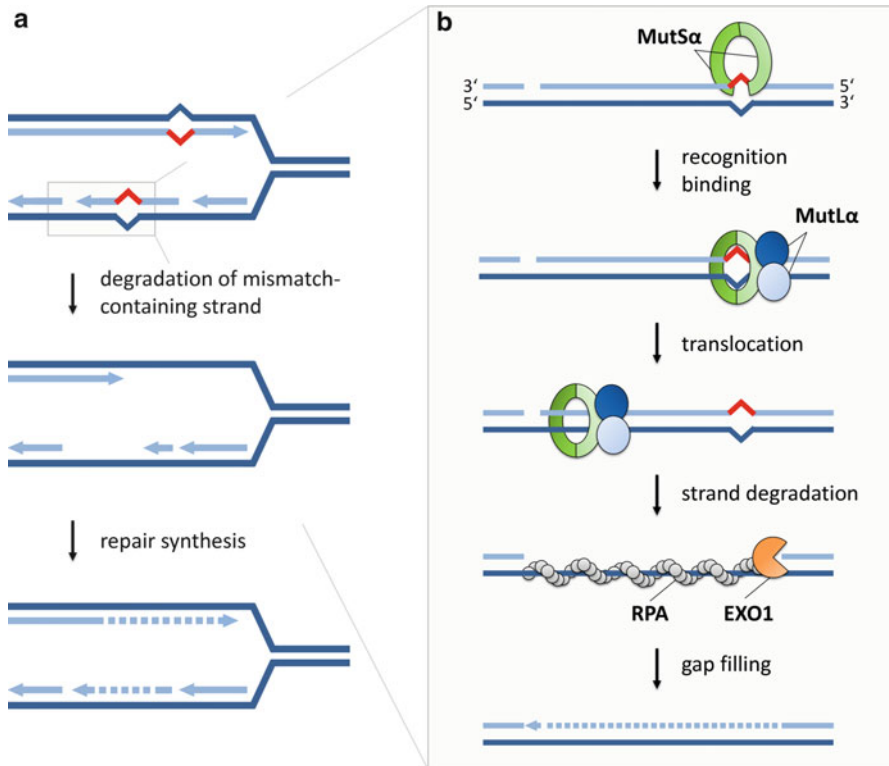 a
degradation of mismatch-
containing strand
repair synthesis
b
MutSα
3‘ 5‘
5‘ 3‘
recognition
binding
MutLα
translocation
strand degradation
RPA EXO1
gap filling